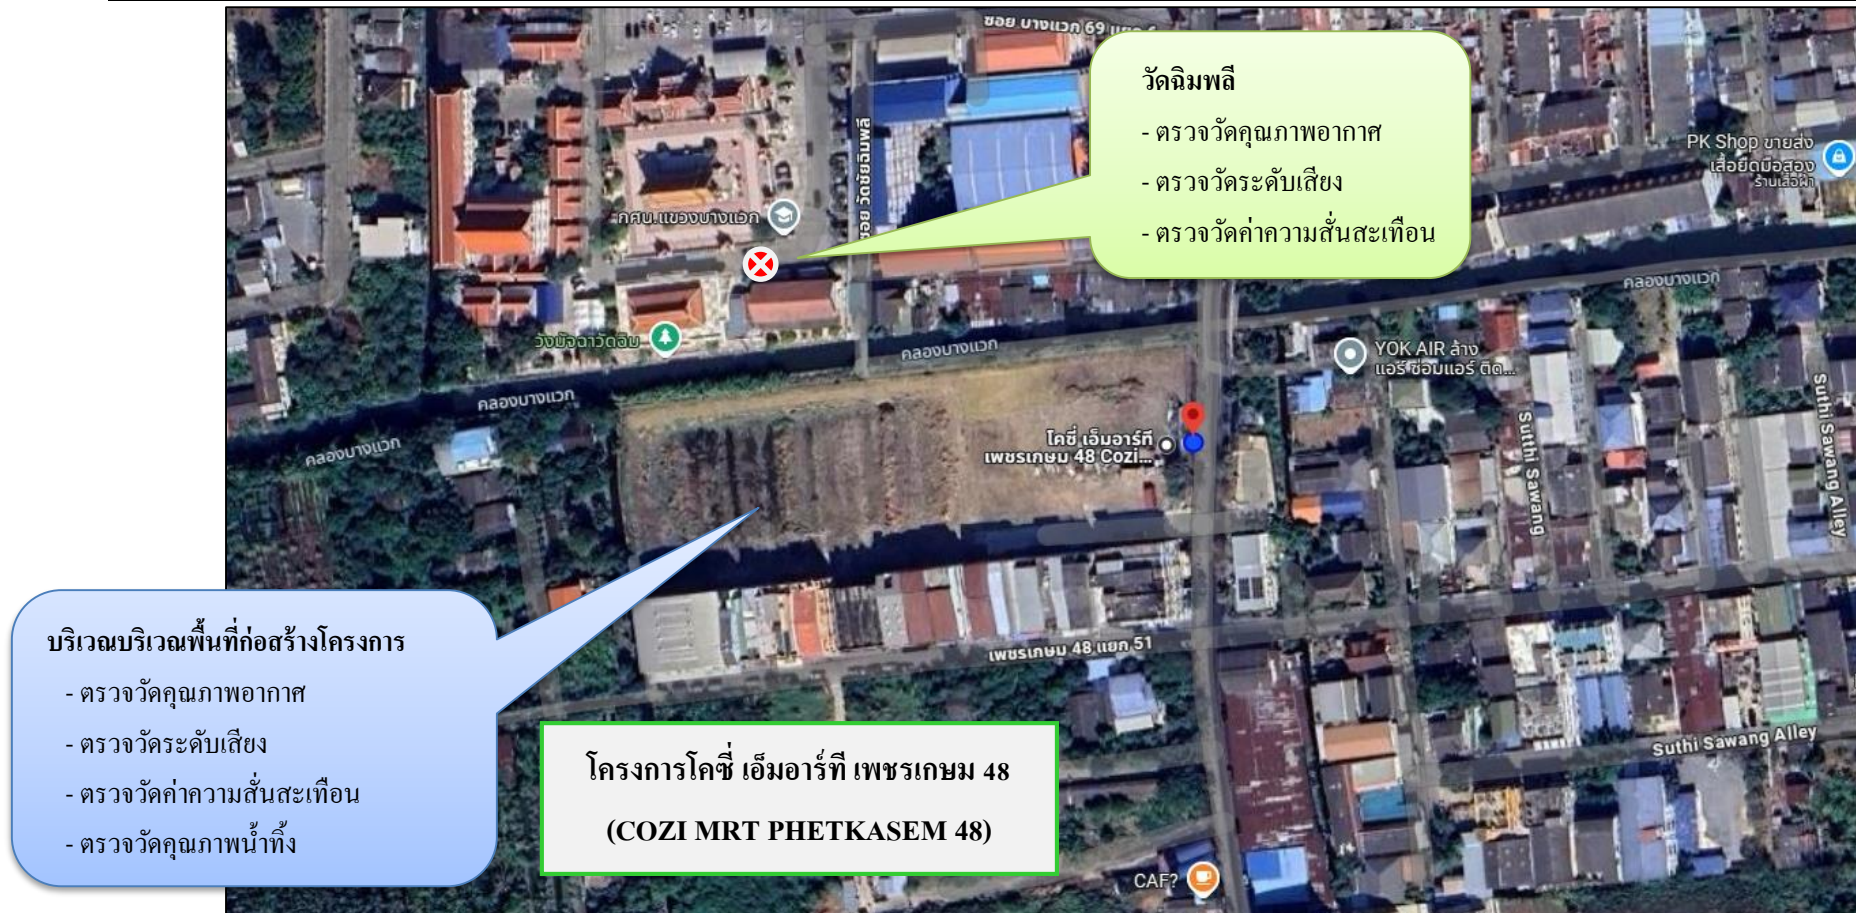 ซอย บางแวก 69 แยก
วัดฉิมพลี
- ตรวจวัดคุณภาพอากาศ
- ตรวจวัดระดับเสียง
- ตรวจวัดค่าความสั่นสะเทือน
PK Shop ขายส่ง
เสื้อยืดมือสอง
ร้านเสื้อผ้า
ซอย วัดชัยฉิมพลี
กศน.แขวงบางแวก
คลองบางแวก
วังมัจฉาวัดฉิม
คลองบางแวก
YOK AIR ล้าง
แอร์ ซ่อมแอร์ ติด...
คลองบางแวก
คลองบางแวก
โคซี่ เอ็มอาร์ที
เพชรเกษม 48 Cozi...
Sutthi Sawang
Suthi Sawang Alley
บริเวณบริเวณพื้นที่ก่อสร้างโครงการ
- ตรวจวัดคุณภาพอากาศ
- ตรวจวัดระดับเสียง
- ตรวจวัดค่าความสั่นสะเทือน
- ตรวจวัดคุณภาพน้ำทิ้ง
เพชรเกษม 48 แยก 51
โครงการโคซี่ เอ็มอาร์ที เพชรเกษม 48
(COZI MRT PHETKASEM 48)
Suthi Sawang Alley
CAF?